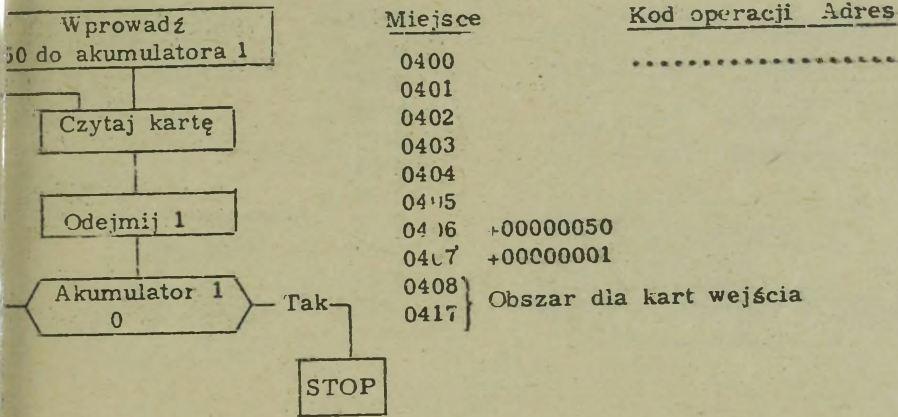 Wprowadź
50 do akumulatora 1
Czytaj kartę
Odejmij 1
Akumulator 1
0
Tak
STOP
Miejsce Kod operacji Adres
0400 ...................
0401
0402
0403
0404
0405
0406 +00000050
0407 +00000001
0408
0417
Obszar dla kart wejścia